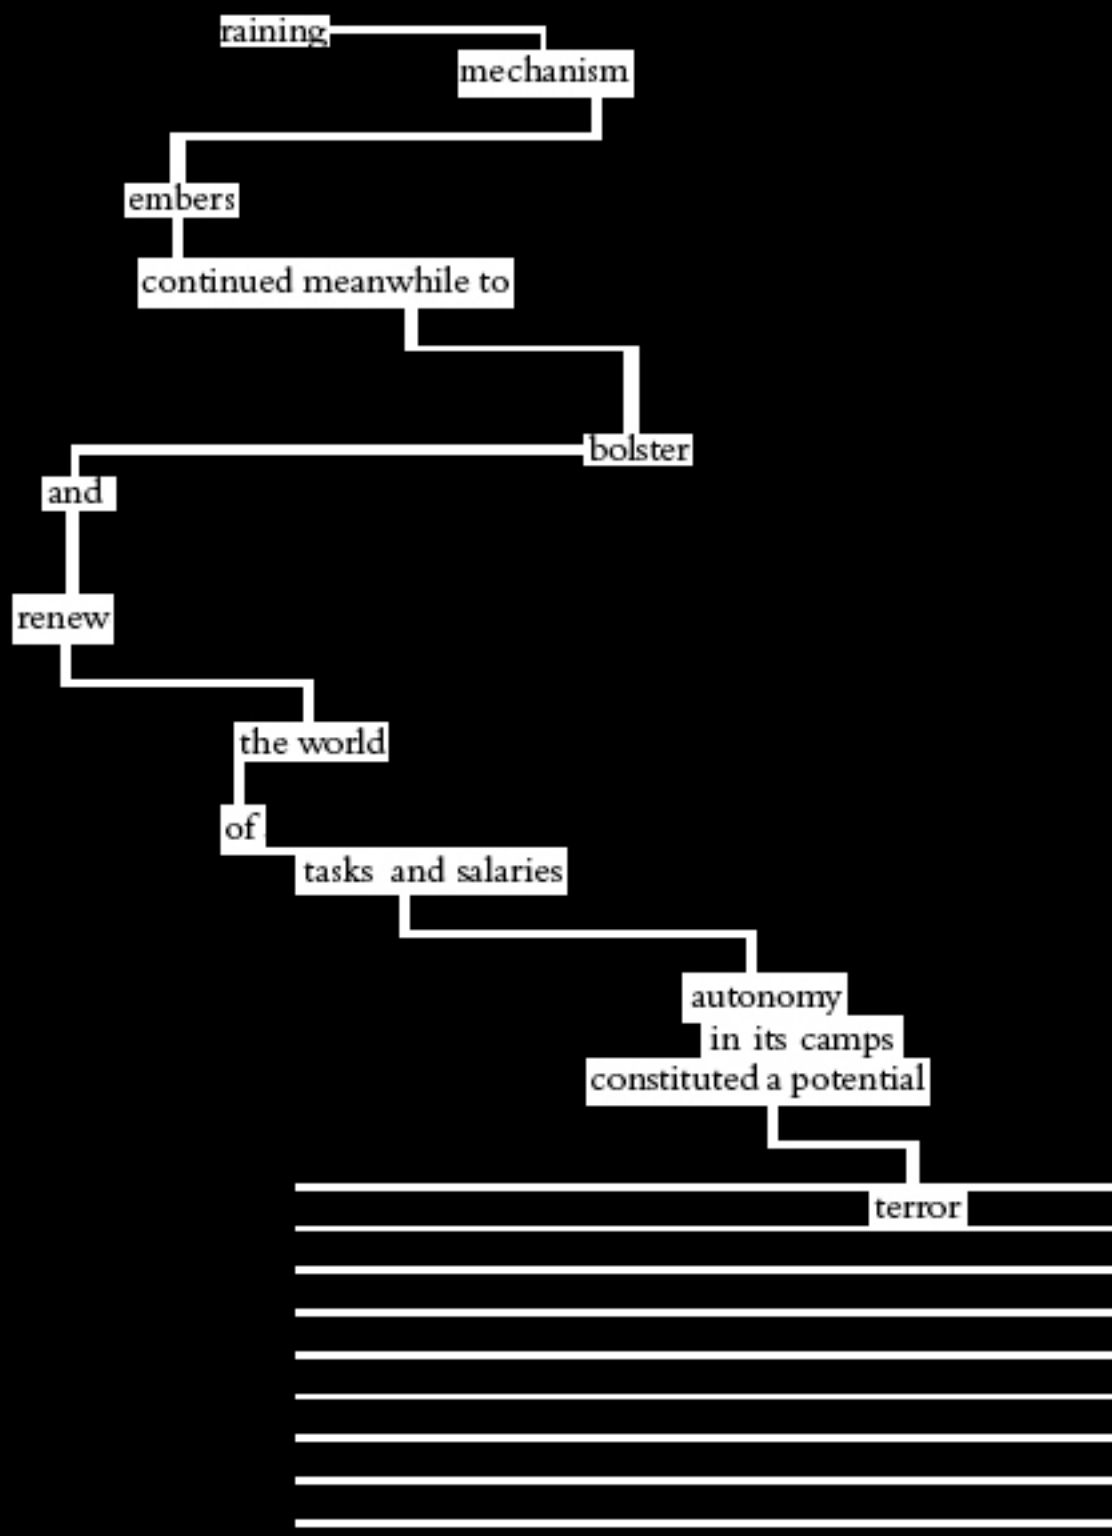 raining
mechanism
embers
continued meanwhile to
bolster
and
renew
the world
of
tasks and salaries
autonomy
in its camps
constituted a potential
terror